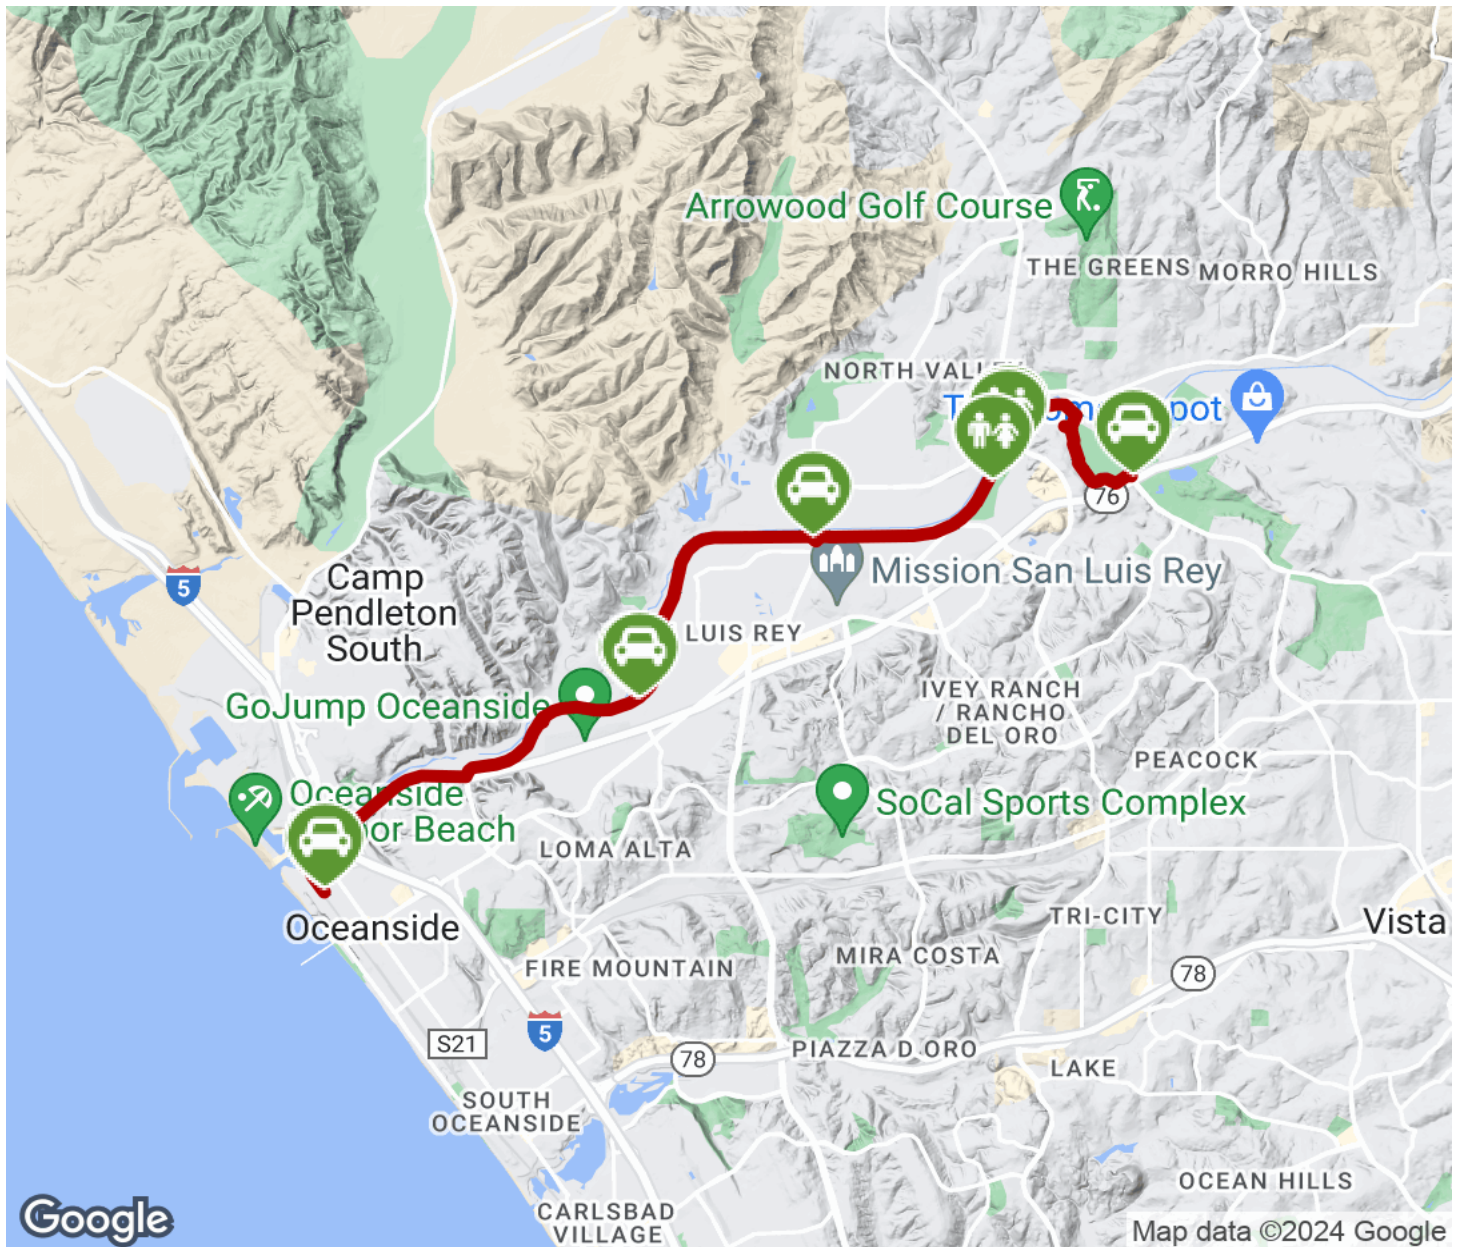 Arrowood Golf Course
THE GREENS
MORRO HILLS
NORTH VALLEY
76
5
Camp
Pendleton
South
Mission San Luis Rey
LUIS REY
GoJump Oceanside
IVEY RANCH
/ RANCHO
DEL ORO
PEACOCK
Oceanside
Beach
SoCal Sports Complex
LOMA ALTA
Oceanside
TRI-CITY
Vista
MIRA COSTA
FIRE MOUNTAIN
78
5
S21
78
PIAZZA D ORO
LAKE
SOUTH
OCEANSIDE
OCEAN HILLS
CARLSBAD
VILLAGE
Google
Map data ©2024 Google